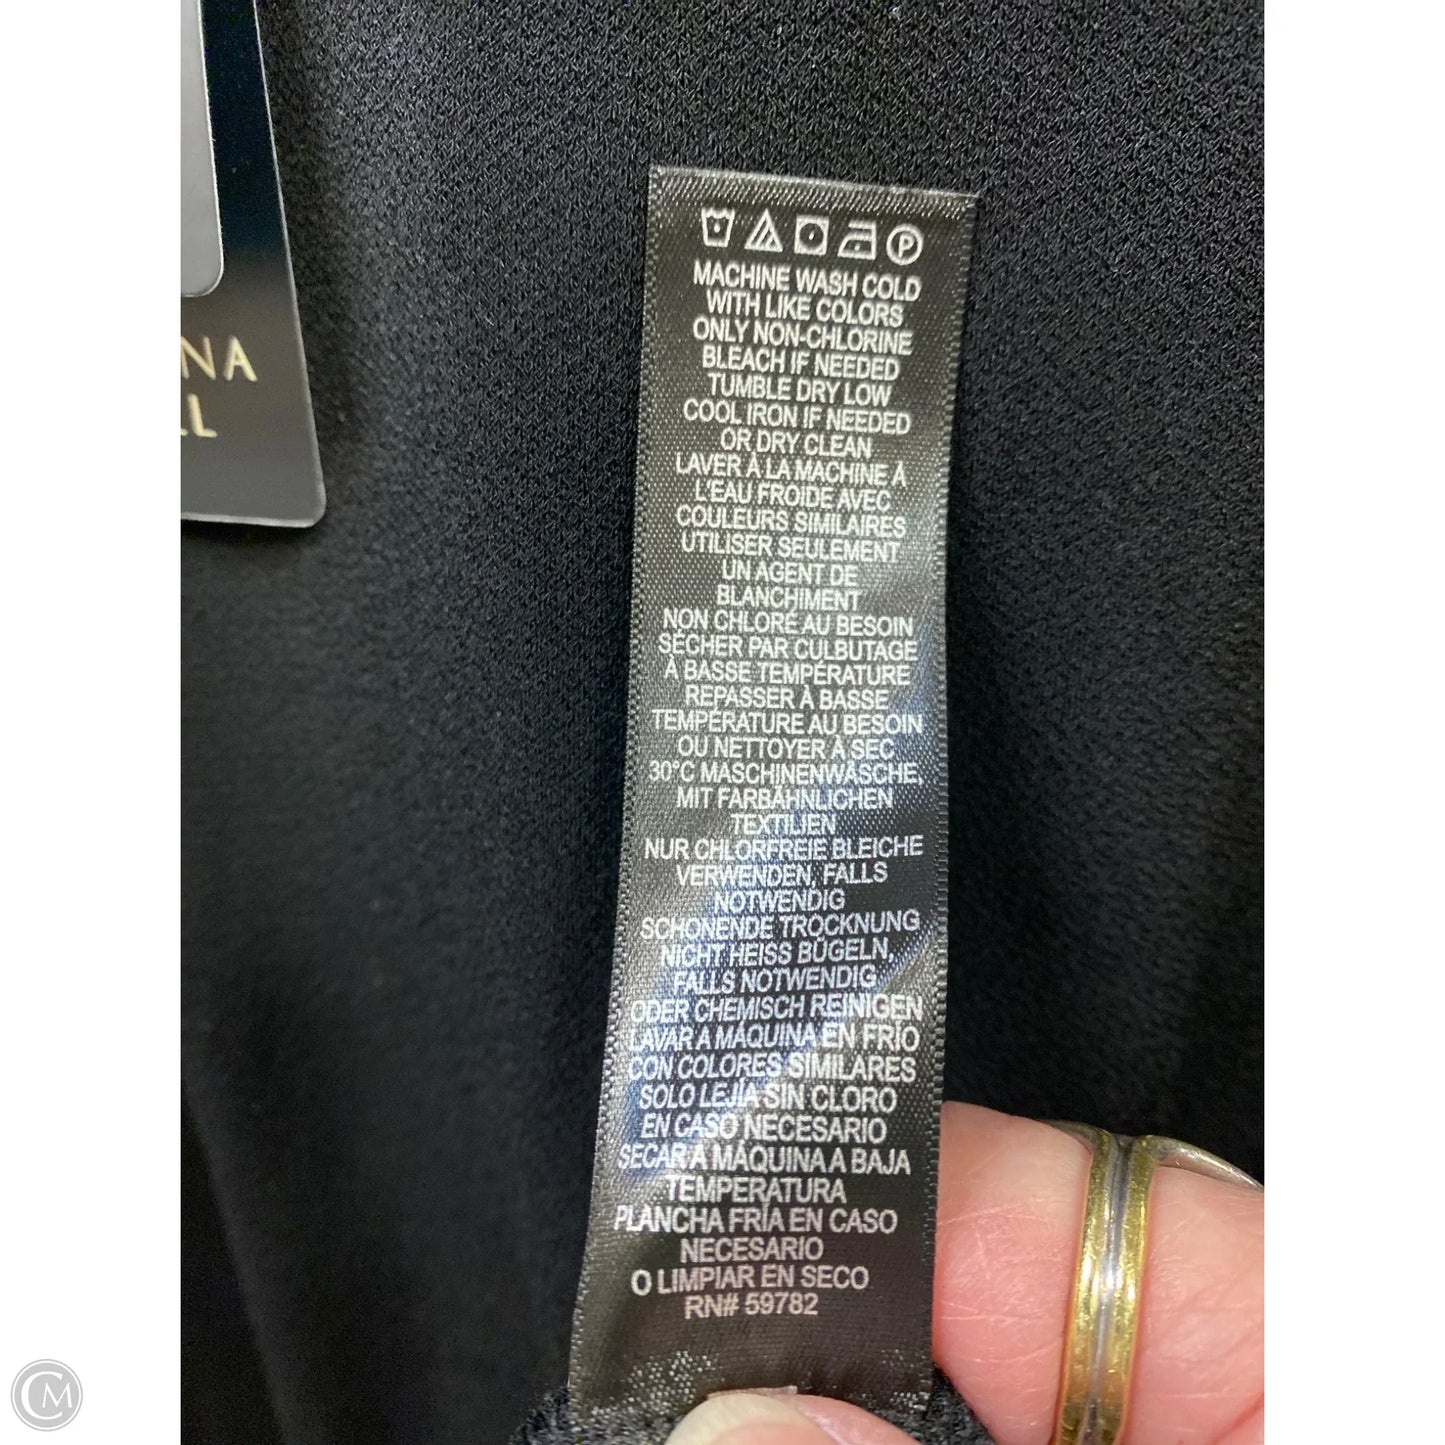 NA
LL
P
MACHINE WASH COLD
WITH LIKE COLORS
ONLY NON-CHLORINE
BLEACH IF NEEDED
TUMBLE DRY LOW
COOL IRON IF NEEDED
OR DRY CLEAN
LAVER À LA MACHINE À
L'EAU FROIDE AVEC
COULEURS SIMILAIRES
UTILISER SEULEMENT
UN AGENT DE
BLANCHIMENT
NON CHLORÉ AU BESOIN
SÉCHER PAR CULBUTAGE
À BASSE TEMPÉRATURE
REPASSER À BASSE
TEMPÉRATURE AU BESOIN
OU NETTOYER À SEC
30°C MASCHINENWÄSCHE
MIT FARBÄHNLICHEN
TEXTILIEN
NUR CHLORFREIE BLEICHE
VERWENDEN, FALLS
NOTWENDIG
SCHONENDE TROCKNUNG
NICHT HEISS BÜGELN,
FALLS NOTWENDIG
ODER CHEMISCH REINIGEN
LAVAR A MÁQUINA EN FRÍO
CON COLORES SIMILARES
SOLO LEJÍA SIN CLORO
EN CASO NECESARIO
SECAR A MÁQUINA A BAJA
TEMPERATURA
PLANCHA FRÍA EN CASO
NECESARIO
O LIMPIAR EN SECO
RN# 59782
CM